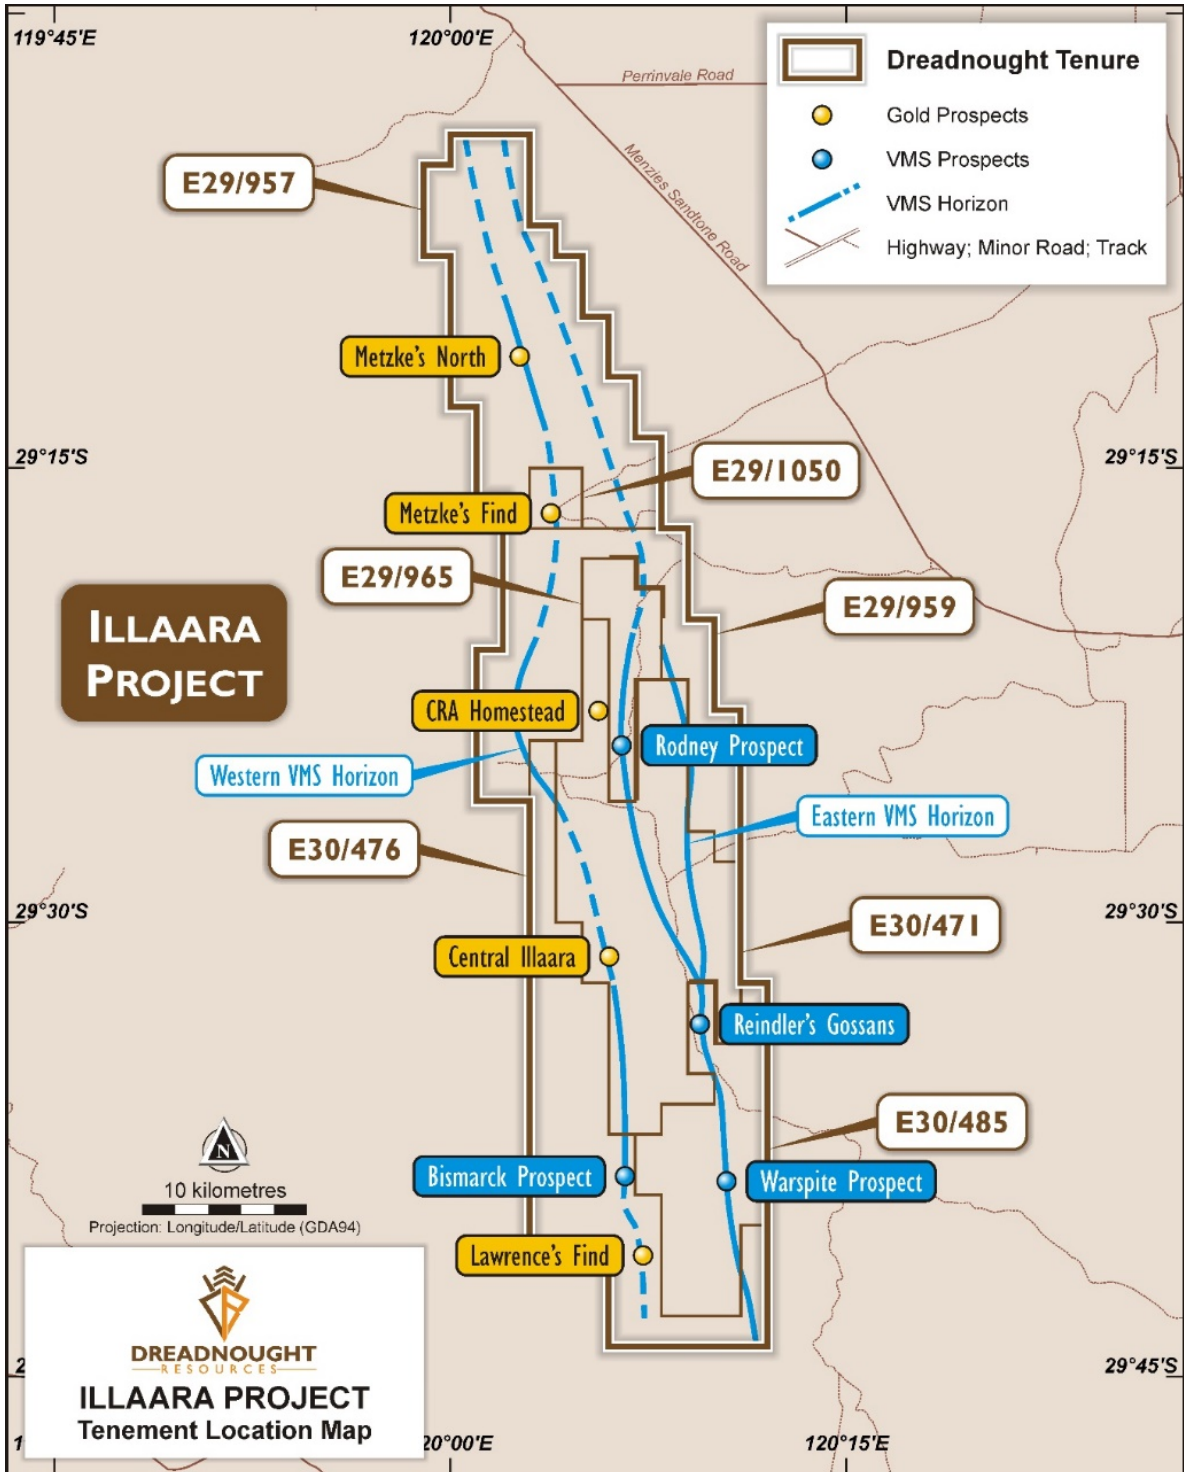 119°45'E
120°00'E
Dreadnought Tenure
Gold Prospects
VMS Prospects
VMS Horizon
Highway; Minor Road; Track
Perrinvale Road
Menzies Sandtone Road
E29/957
Metzke's North
29°15'S
29°15'S
E29/1050
Metzke's Find
E29/965
E29/959
ILLAARA
PROJECT
CRA Homestead
Rodney Prospect
Western VMS Horizon
Eastern VMS Horizon
E30/476
29°30'S
29°30'S
E30/471
Central Illaara
Reindler's Gossans
E30/485
N
Bismarck Prospect
Warspite Prospect
10 kilometres
Projection: Longitude/Latitude (GDA94)
Lawrence's Find
DREADNOUGHT
RESOURCES
ILLAARA PROJECT
Tenement Location Map
29°45'S
20°00'E
120°15'E